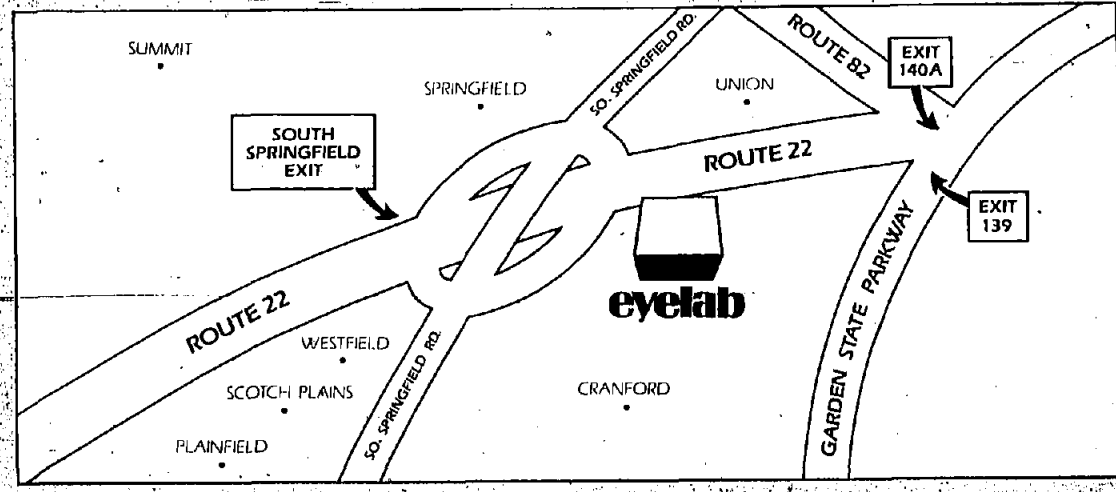 SUMMIT
SPRINGFIELD
SO. SPRINGFIELD RD.
ROUTE 82
UNION
EXIT
140A
SOUTH
SPRINGFIELD
EXIT
ROUTE 22
EXIT
139
eyelab
ROUTE 22
GARDEN STATE PARKWAY
WESTFIELD
SO. SPRINGFIELD RD.
SCOTCH PLAINS
CRANFORD
PLAINFIELD